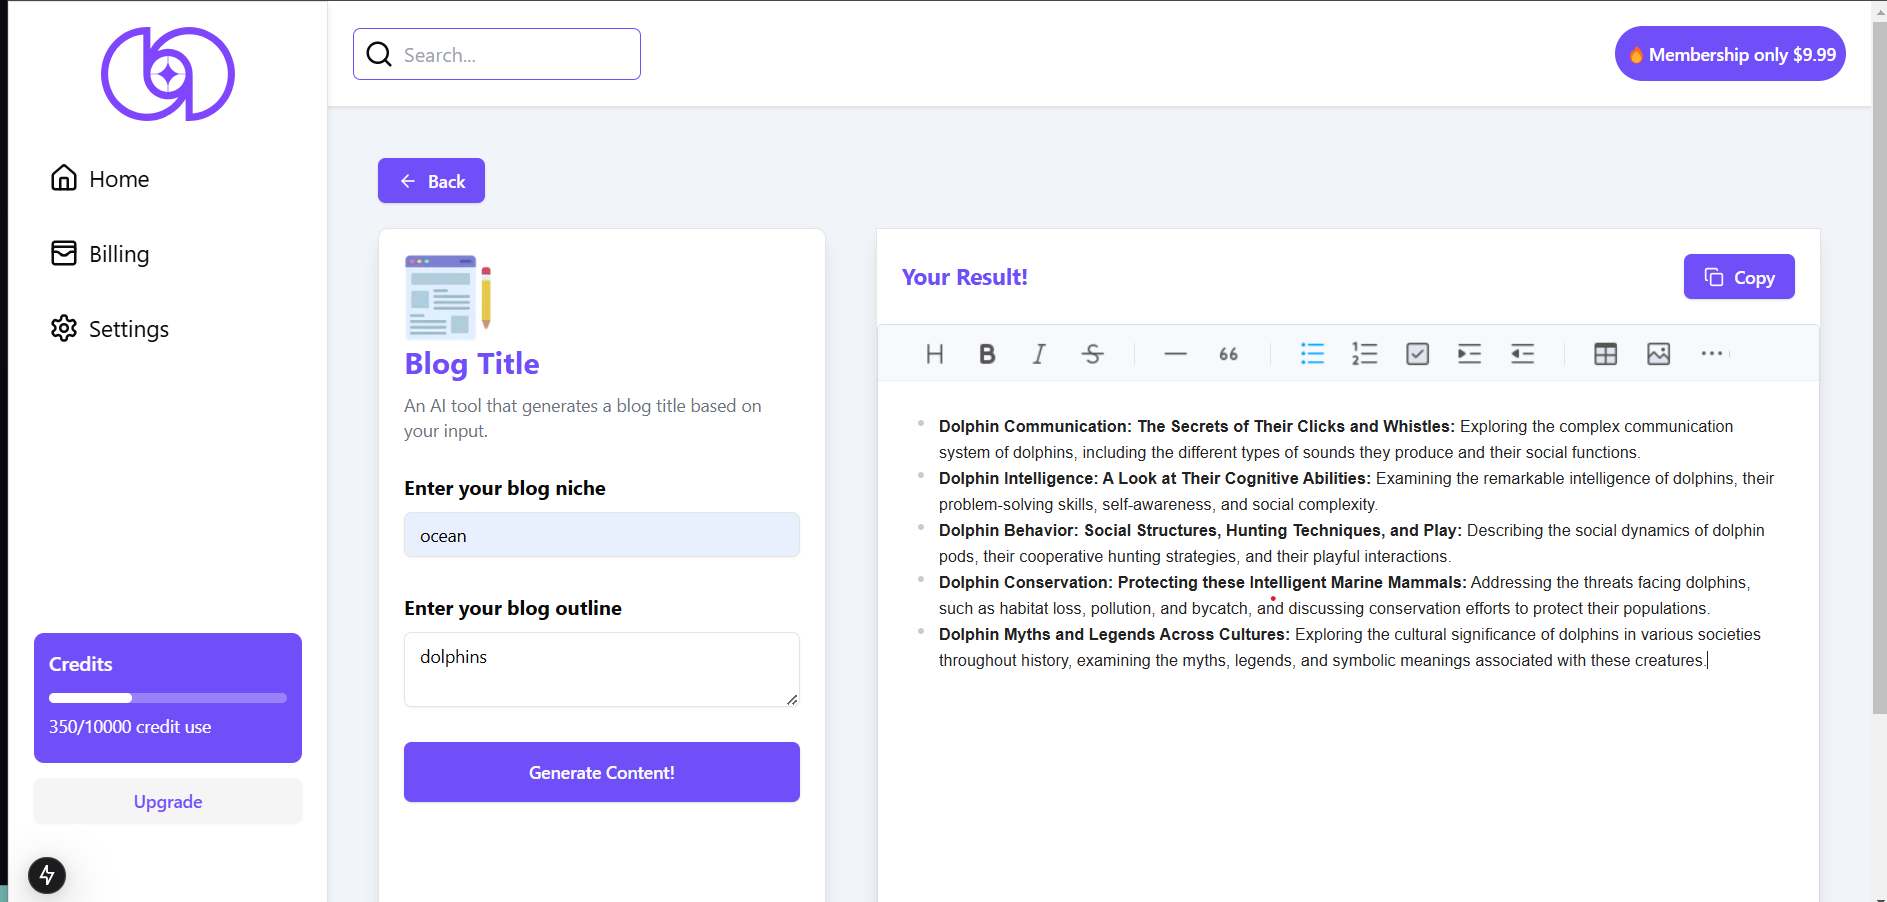 Search...
Membership only $9.99
Home
Billing
Settings
Credits
350/10000 credit use
Upgrade
Back
Blog Title
An AI tool that generates a blog title based on
your input.
Enter your blog niche
ocean
Enter your blog outline
dolphins
Generate Content!
Your Result!
Copy
Dolphin Communication: The Secrets of Their Clicks and Whistles: Exploring the complex communication
system of dolphins, including the different types of sounds they produce and their social functions.
Dolphin Intelligence: A Look at Their Cognitive Abilities: Examining the remarkable intelligence of dolphins, their
problem-solving skills, self-awareness, and social complexity.
Dolphin Behavior: Social Structures, Hunting Techniques, and Play: Describing the social dynamics of dolphin
pods, their cooperative hunting strategies, and their playful interactions.
Dolphin Conservation: Protecting these Intelligent Marine Mammals: Addressing the threats facing dolphins,
such as habitat loss, pollution, and bycatch, and discussing conservation efforts to protect their populations.
Dolphin Myths and Legends Across Cultures: Exploring the cultural significance of dolphins in various societies
throughout history, examining the myths, legends, and symbolic meanings associated with these creatures.